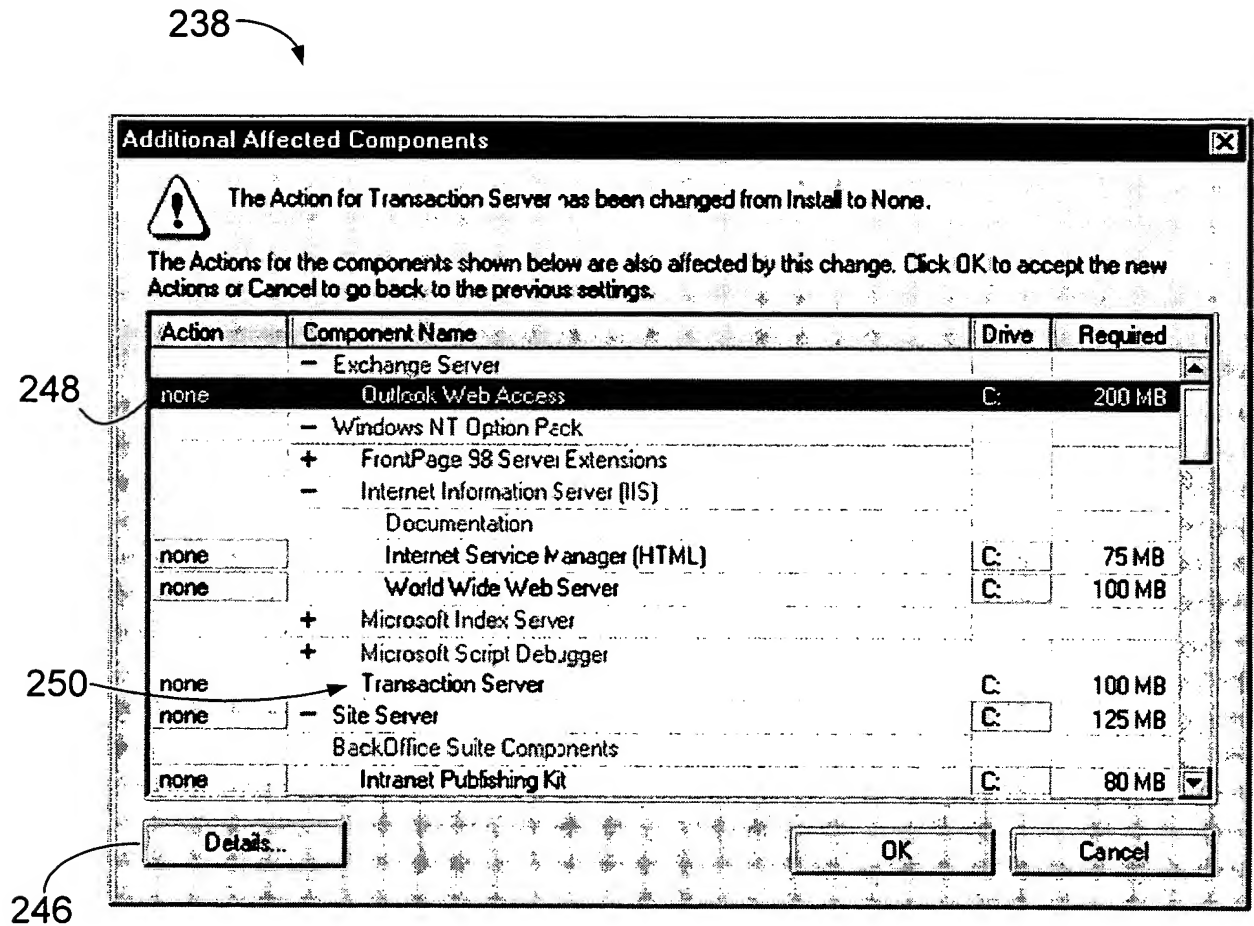 238
Additional Affected Components
The Action for Transaction Server has been changed from Install to None.
The Actions for the components shown below are also affected by this change. Click OK to accept the new
Actions or Cancel to go back to the previous settings.
Action Component Name Drive Required
− Exchange Server
248
none Outlook Web Access C: 200 MB
− Windows NT Option Pack
+ FrontPage 98 Server Extensions
− Internet Information Server (IIS)
Documentation
none Internet Service Manager (HTML) C: 75 MB
none World Wide Web Server C: 100 MB
+ Microsoft Index Server
+ Microsoft Script Debugger
250
none Transaction Server C: 100 MB
none − Site Server C: 125 MB
BackOffice Suite Components
none Intranet Publishing Kit C: 80 MB
Details... OK Cancel
246